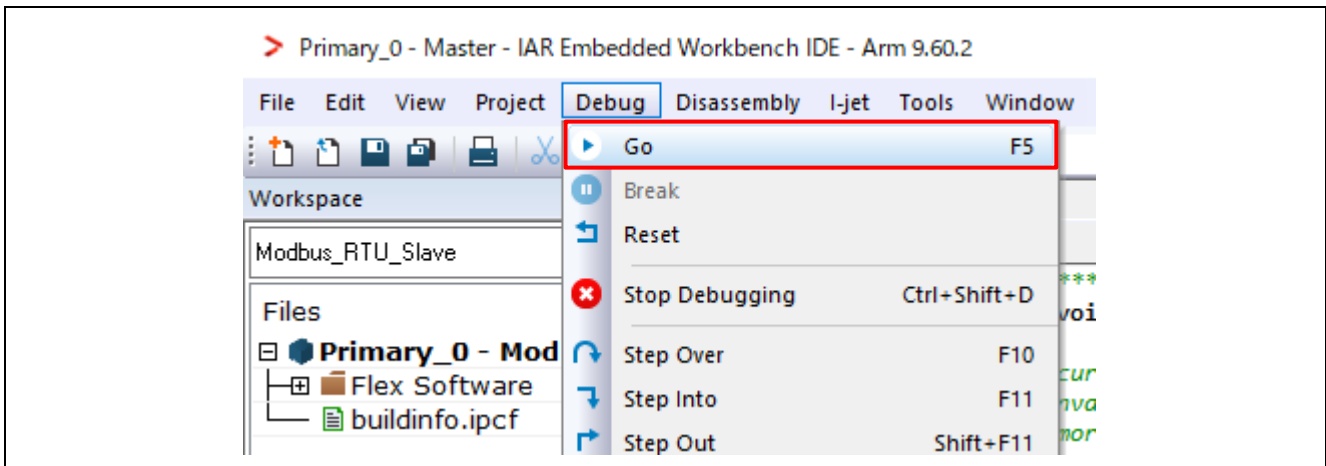 Primary_0 - Master - IAR Embedded Workbench IDE - Arm 9.60.2
File Edit View Project Debug Disassembly I-jet Tools Window
Go F5
Workspace
Break
Modbus_RTU_Slave
Reset
Stop Debugging Ctrl+Shift+D
Files
Primary_0 - Mod
Step Over F10
Flex Software
Step Into F11
buildinfo.ipcf
Step Out Shift+F11